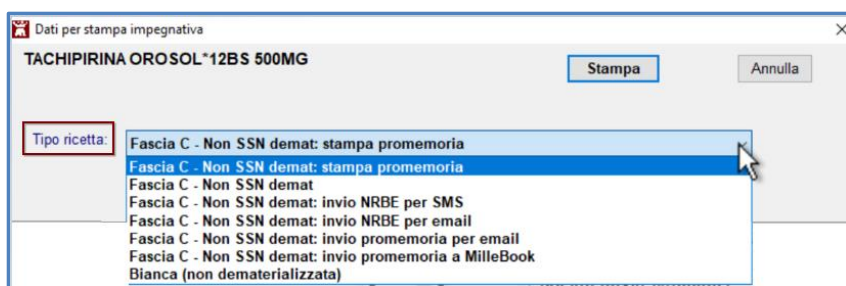 Dati per stampa impegnativa
TACHIPIRINA OROSOL*12BS 500MG
Stampa
Annulla
Tipo ricetta:
Fascia C - Non SSN demat: stampa promemoria
Fascia C - Non SSN demat: stampa promemoria
Fascia C - Non SSN demat
Fascia C - Non SSN demat: invio NRBE per SMS
Fascia C - Non SSN demat: invio NRBE per email
Fascia C - Non SSN demat: invio promemoria per email
Fascia C - Non SSN demat: invio promemoria a MilleBook
Bianca (non dematerializzata)